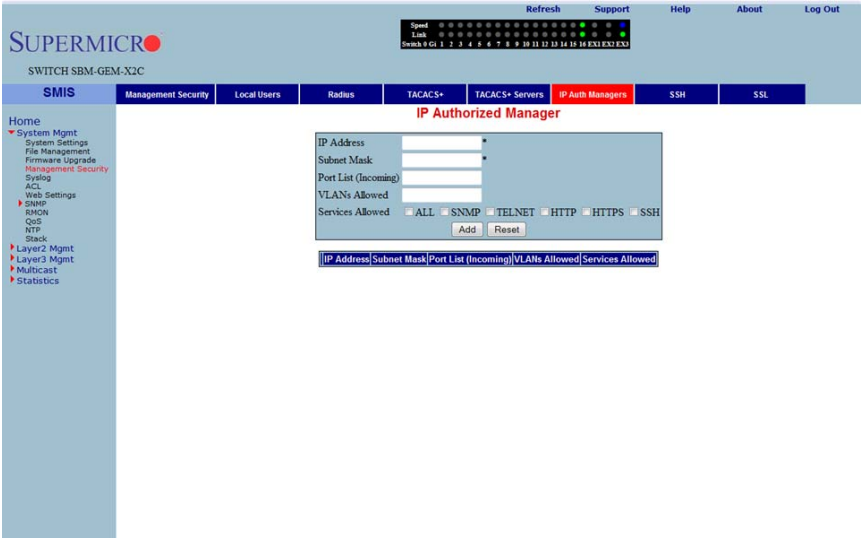 Refresh Support Help About Log Out
SUPERMICRO
Speed
Link
Switch 0 Gi 1 2 3 4 5 6 7 8 9 10 11 12 13 14 15 16 EX1 EX2 EX3
SWITCH SBM-GEM-X2C
SMIS
Management Security Local Users Radius TACACS+ TACACS+ Servers IP Auth Managers SSH SSL
IP Authorized Manager
Home
System Mgmt
System Settings
File Management
Firmware Upgrade
Management Security
Syslog
ACL
Web Settings
SNMP
RMON
QoS
NTP
Stack
Layer2 Mgmt
Layer3 Mgmt
Multicast
Statistics
IP Address *
Subnet Mask *
Port List (Incoming)
VLANs Allowed
Services Allowed ALL SNMP TELNET HTTP HTTPS SSH
Add Reset
IP Address Subnet Mask Port List (Incoming) VLANs Allowed Services Allowed